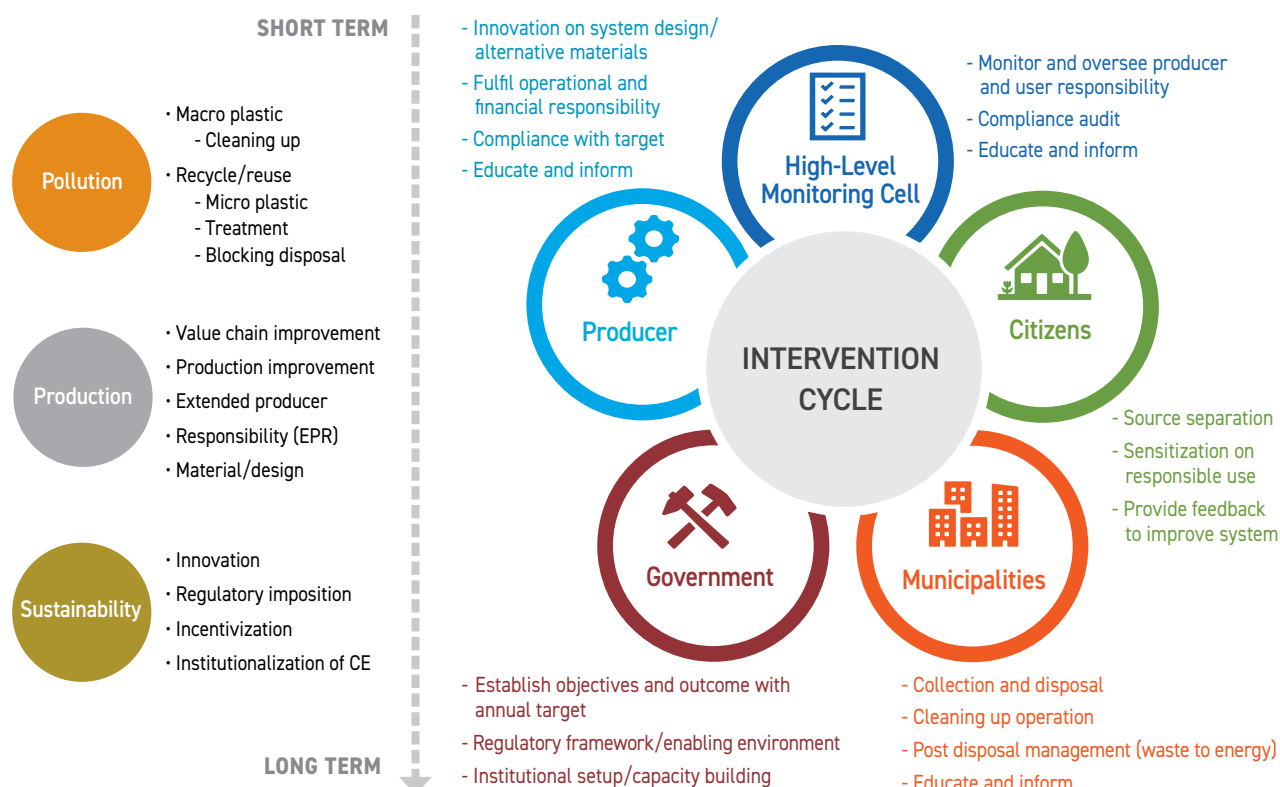 SHORT TERM
Pollution
· Macro plastic
- Cleaning up
· Recycle/reuse
- Micro plastic
- Treatment
- Blocking disposal
Production
· Value chain improvement
· Production improvement
· Extended producer
· Responsibility (EPR)
· Material/design
Sustainability
· Innovation
· Regulatory imposition
· Incentivization
· Institutionalization of CE
LONG TERM
- Innovation on system design/
alternative materials
- Fulfil operational and
financial responsibility
- Compliance with target
- Educate and inform
High-Level
Monitoring Cell
- Monitor and oversee producer
and user responsibility
- Compliance audit
- Educate and inform
Producer
INTERVENTION
CYCLE
Citizens
- Source separation
- Sensitization on
responsible use
- Provide feedback
to improve system
Government
Municipalities
- Establish objectives and outcome with
annual target
- Regulatory framework/enabling environment
- Institutional setup/capacity building
- Collection and disposal
- Cleaning up operation
- Post disposal management (waste to energy)
- Educate and inform